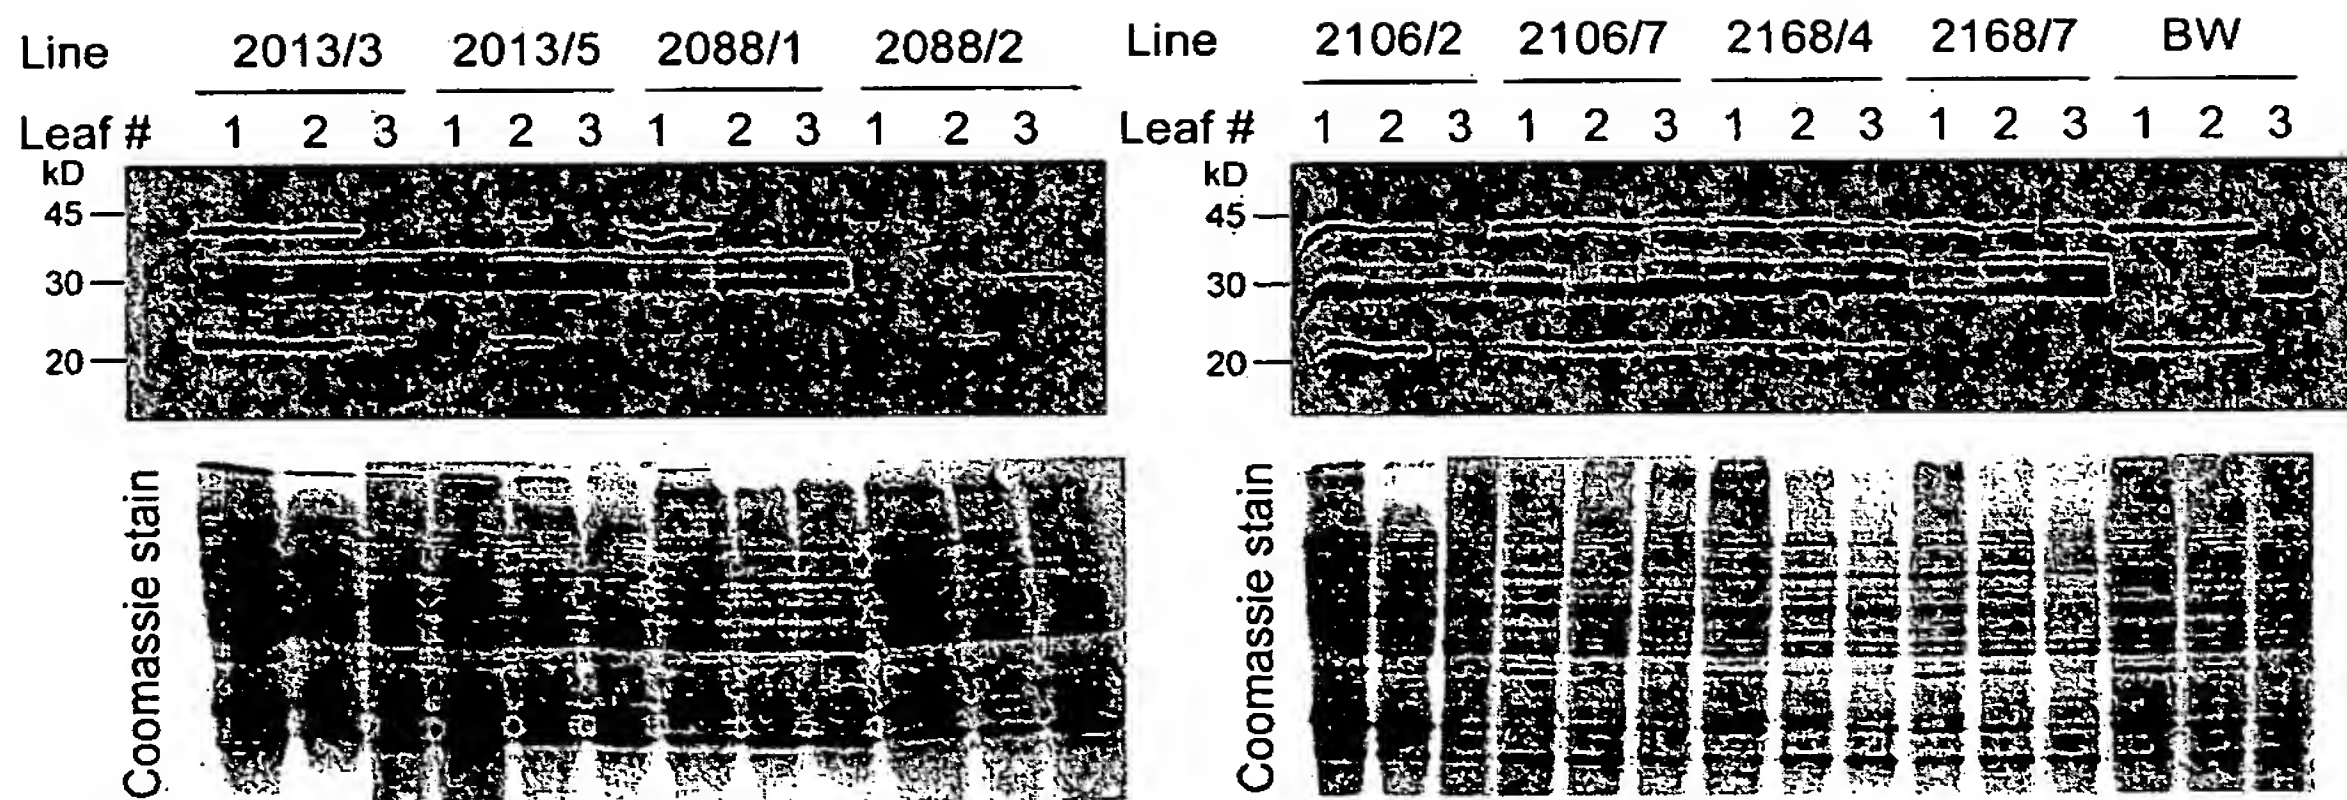 Line 2013/3 2013/5 2088/1 2088/2
Leaf # 1 2 3 1 2 3 1 2 3 1 2 3
kD
45
30
20
Coomassie stain
Line 2106/2 2106/7 2168/4 2168/7 BW
Leaf # 1 2 3 1 2 3 1 2 3 1 2 3 1 2 3
kD
45
30
20
Coomassie stain